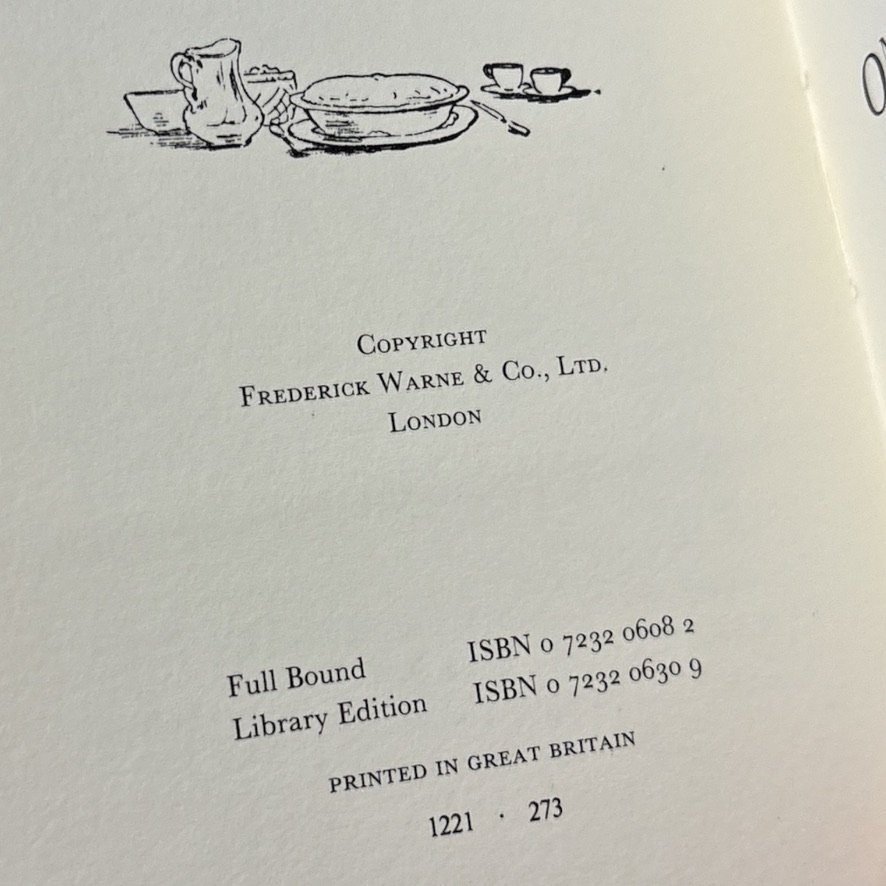 COPYRIGHT
FREDERICK WARNE & CO., LTD.
LONDON
Full Bound ISBN 0 7232 0608 2
Library Edition ISBN 0 7232 0630 9
PRINTED IN GREAT BRITAIN
1221 · 273